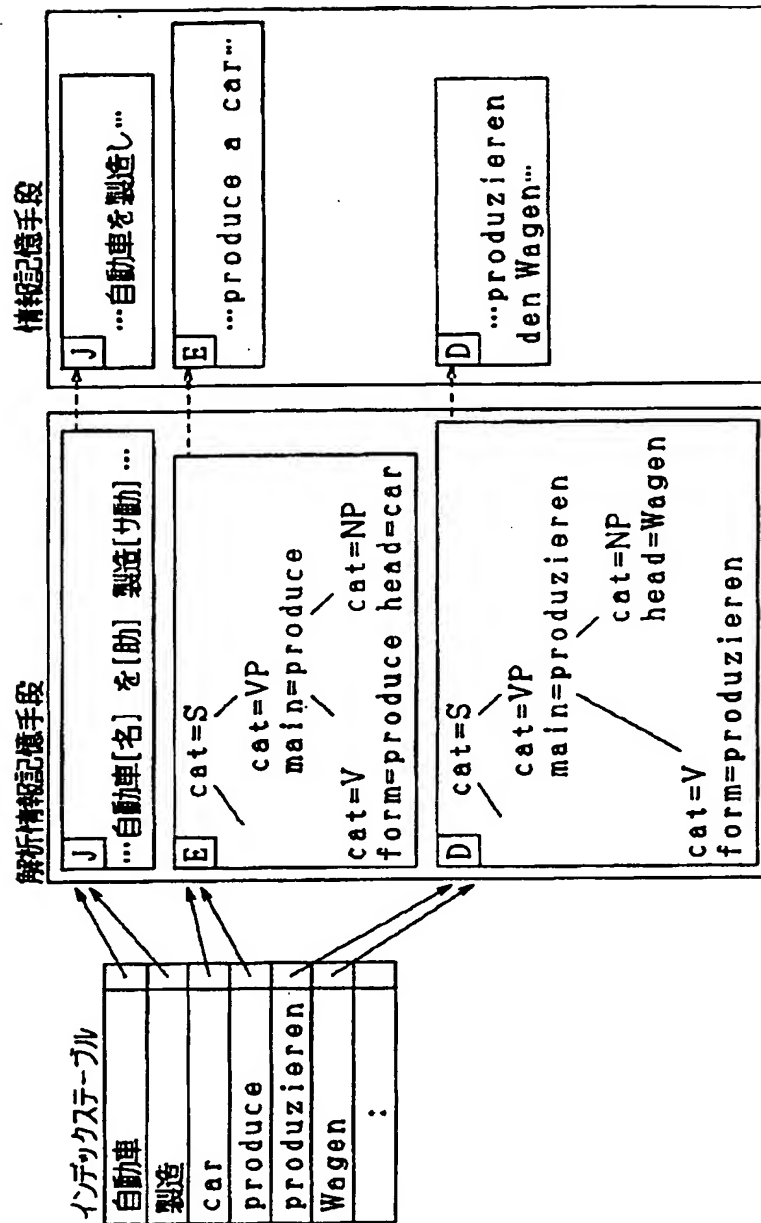 インデックステーブル
自動車
製造
car
produce
produzieren
Wagen
:
解析情報記憶手段
J
…自動車[名] を[助] 製造[サ動]…
E
cat=S
cat=VP
main=produce
cat=V
cat=NP
form=produce head=car
D
cat=S
cat=VP
main=produzieren
cat=NP
head=Wagen
cat=V
form=produzieren
情報記憶手段
J
…自動車を製造し…
E
…produce a car…
D
…produzieren
den Wagen…